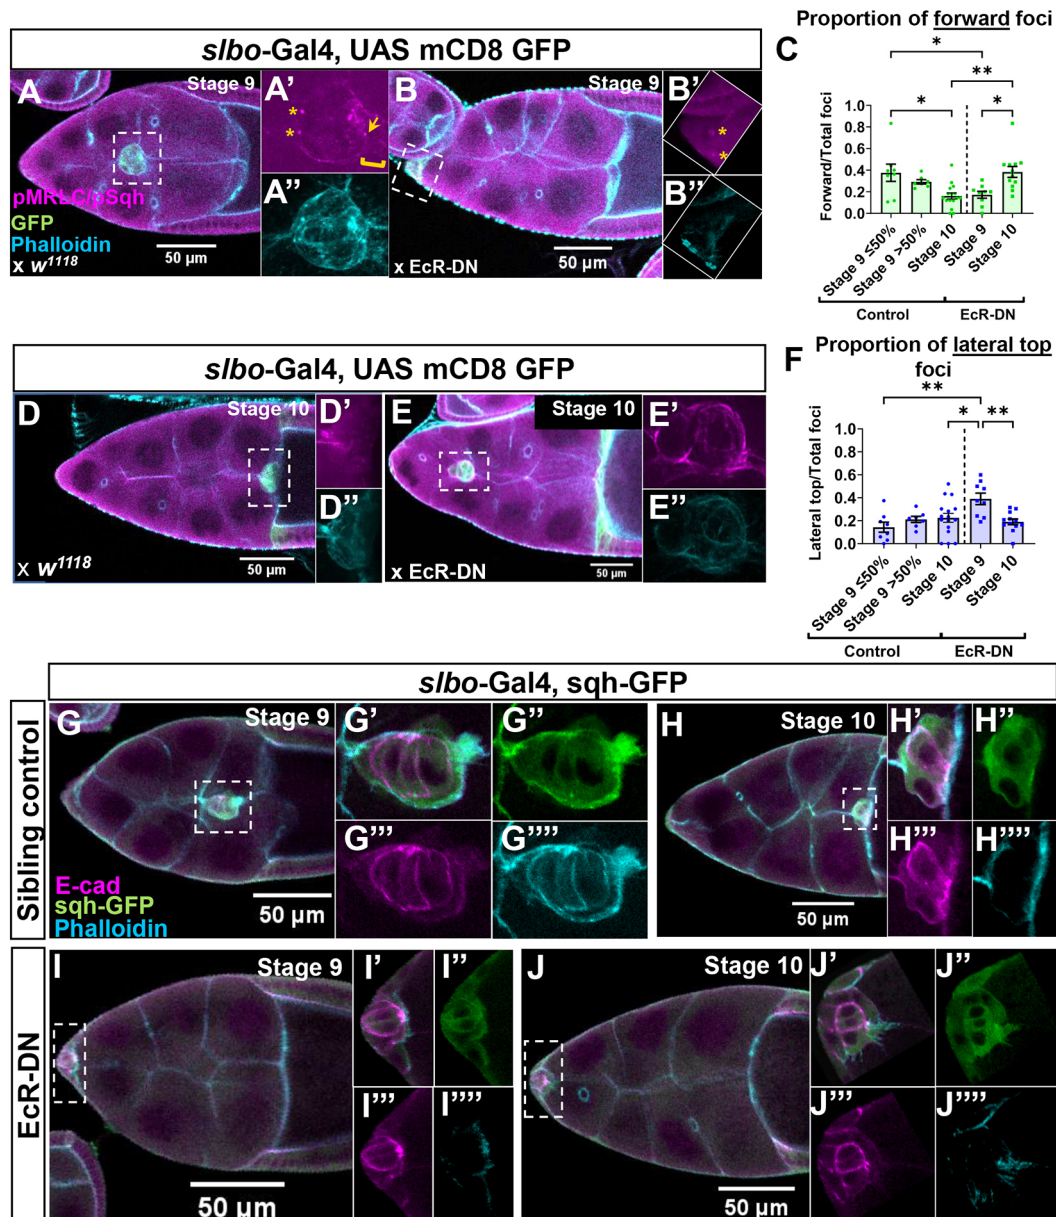 slbo-Gal4, UAS mCD8 GFP
A
Stage 9
pMRLC/pSqh
GFP
Phalloidin
x w1118
50 µm
A’
*
*
A’’
B
Stage 9
x EcR-DN
50 µm
B’
*
*
B’’
C
Proportion of forward foci
*
**
*
*
Forward/Total foci
1.0
0.8
0.6
0.4
0.2
0.0
Stage 9 ≤50%
Stage 9 >50%
Stage 10
Stage 9
Stage 10
Control
EcR-DN
slbo-Gal4, UAS mCD8 GFP
D
Stage 10
x w1118
50 µm
D’
D’’
E
Stage 10
x EcR-DN
50 µm
E’
E’’
F
Proportion of lateral top
foci
**
*
**
Lateral top/Total foci
1.0
0.8
0.6
0.4
0.2
0.0
Stage 9 ≤50%
Stage 9 >50%
Stage 10
Stage 9
Stage 10
Control
EcR-DN
slbo-Gal4, sqh-GFP
Sibling control
G
Stage 9
E-cad
sqh-GFP
Phalloidin
50 µm
G’
G’’
G’’’
G’’’’
H
Stage 10
50 µm
H’
H’’
H’’’
H’’’’
EcR-DN
I
Stage 9
50 µm
I’
I’’
I’’’
I’’’’
J
Stage 10
50 µm
J’
J’’
J’’’
J’’’’